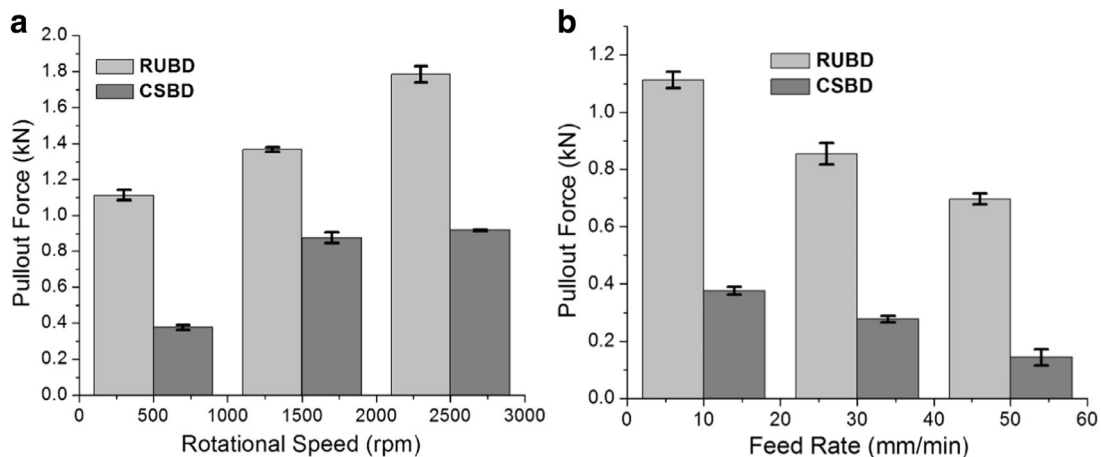 a
2.0
1.8
1.6
1.4
1.2
1.0
0.8
0.6
0.4
0.2
0.0
Pullout Force (kN)
RUBD
CSBD
0 500 1000 1500 2000 2500 3000
Rotational Speed (rpm)
b
1.2
1.0
0.8
0.6
0.4
0.2
0.0
Pullout Force (kN)
RUBD
CSBD
0 10 20 30 40 50 60
Feed Rate (mm/min)